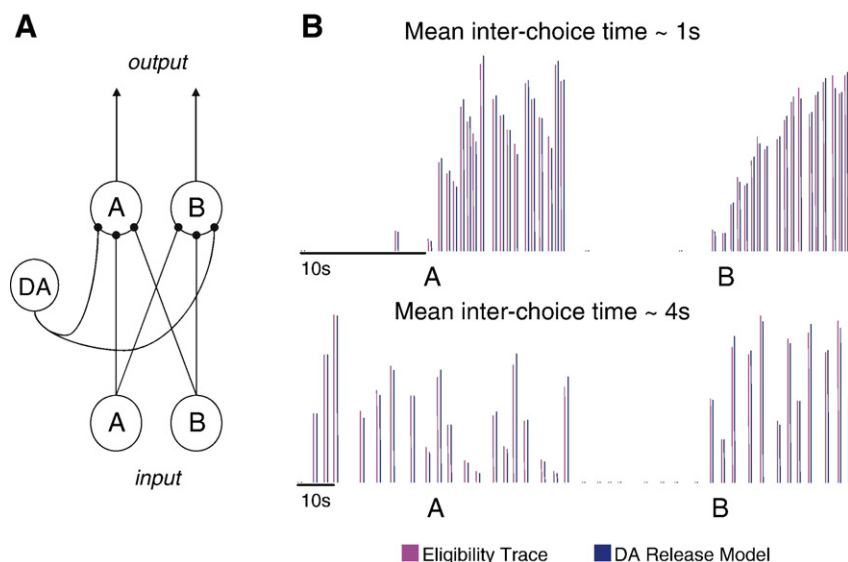 A
output
A B
DA
A B
input
B
Mean inter-choice time ~ 1s
10s
A B
Mean inter-choice time ~ 4s
10s
A B
Eligibility Trace DA Release Model